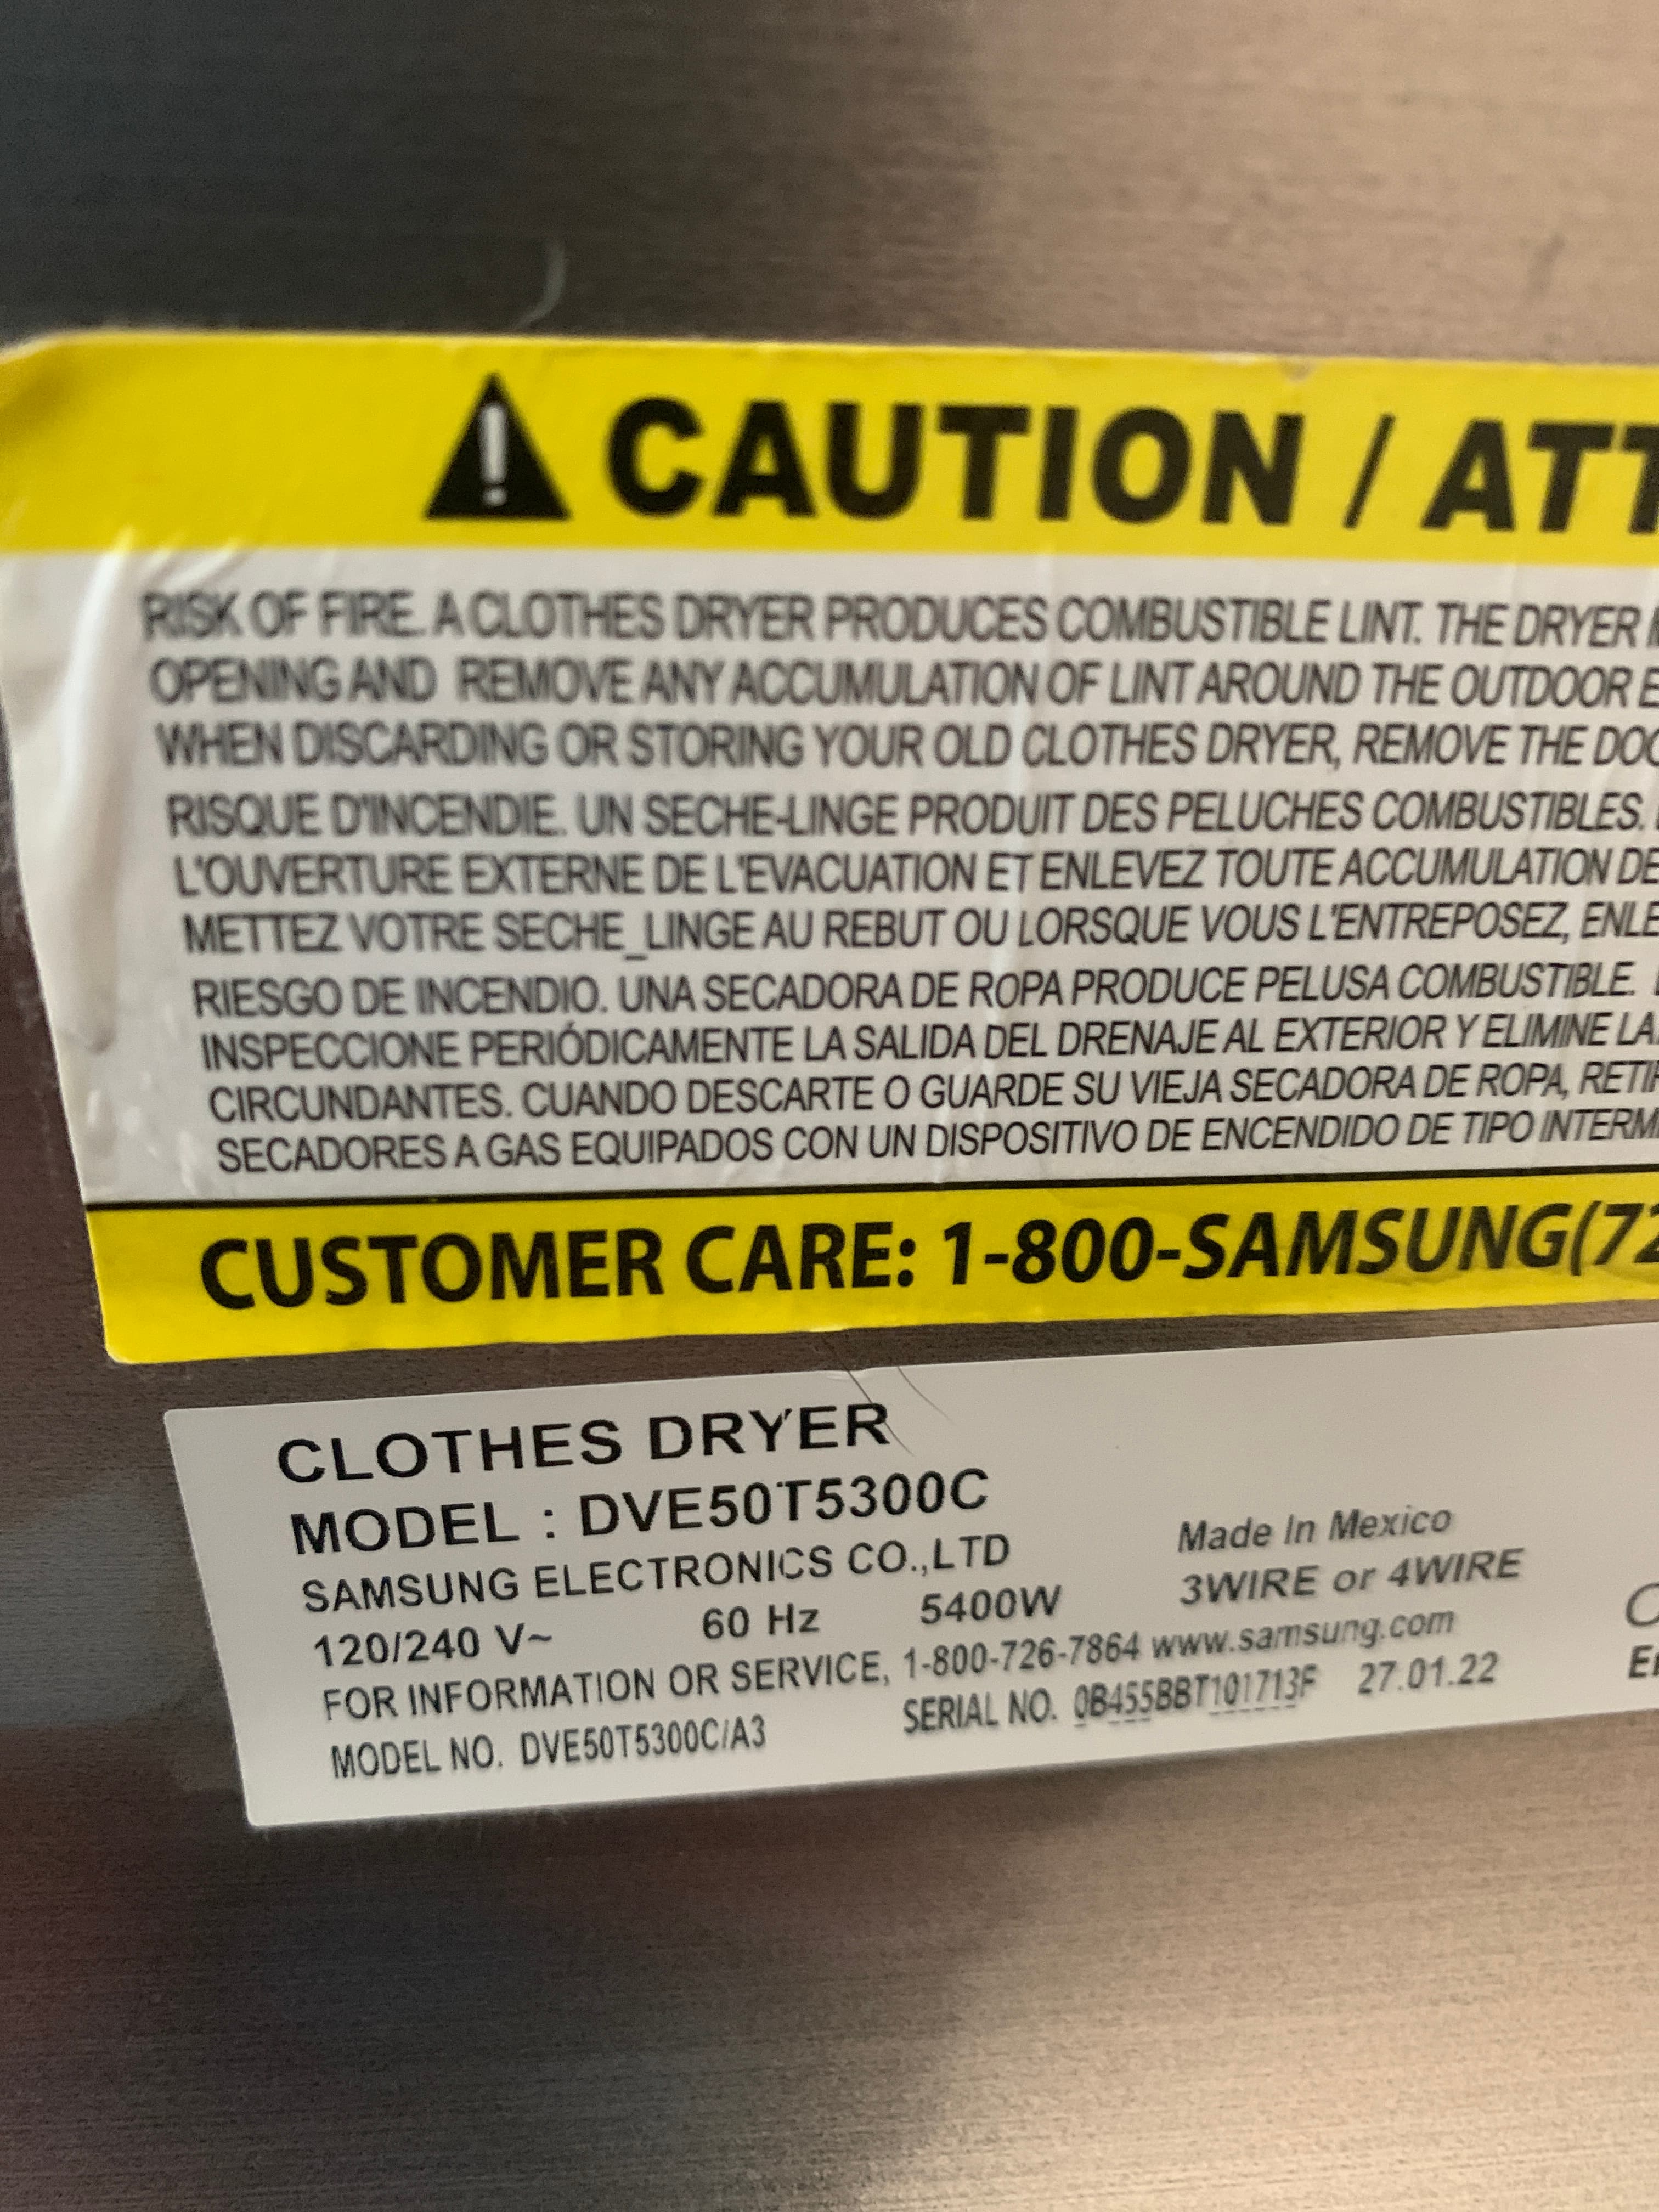 CAUTION / ATT
RISK OF FIRE. A CLOTHES DRYER PRODUCES COMBUSTIBLE LINT. THE DRYER
OPENING AND REMOVE ANY ACCUMULATION OF LINT AROUND THE OUTDOOR E
WHEN DISCARDING OR STORING YOUR OLD CLOTHES DRYER, REMOVE THE DOO
RISQUE D'INCENDIE. UN SECHE-LINGE PRODUIT DES PELUCHES COMBUSTIBLES.
L'OUVERTURE EXTERNE DE L'EVACUATION ET ENLEVEZ TOUTE ACCUMULATION DE
METTEZ VOTRE SECHE_LINGE AU REBUT OU LORSQUE VOUS L'ENTREPOSEZ, ENLE
RIESGO DE INCENDIO. UNA SECADORA DE ROPA PRODUCE PELUSA COMBUSTIBLE.
INSPECCIONE PERIÓDICAMENTE LA SALIDA DEL DRENAJE AL EXTERIOR Y ELIMINE LA
CIRCUNDANTES. CUANDO DESCARTE O GUARDE SU VIEJA SECADORA DE ROPA, RETIR
SECADORES A GAS EQUIPADOS CON UN DISPOSITIVO DE ENCENDIDO DE TIPO INTERM
CUSTOMER CARE: 1-800-SAMSUNG(72
CLOTHES DRYER
MODEL : DVE50T5300C
SAMSUNG ELECTRONICS CO.,LTD Made In Mexico
120/240 V~ 60 Hz 5400W 3WIRE or 4WIRE
FOR INFORMATION OR SERVICE, 1-800-726-7864 www.samsung.com
MODEL NO. DVE50T5300C/A3 SERIAL NO. 0B455BBT101713F 27.01.22